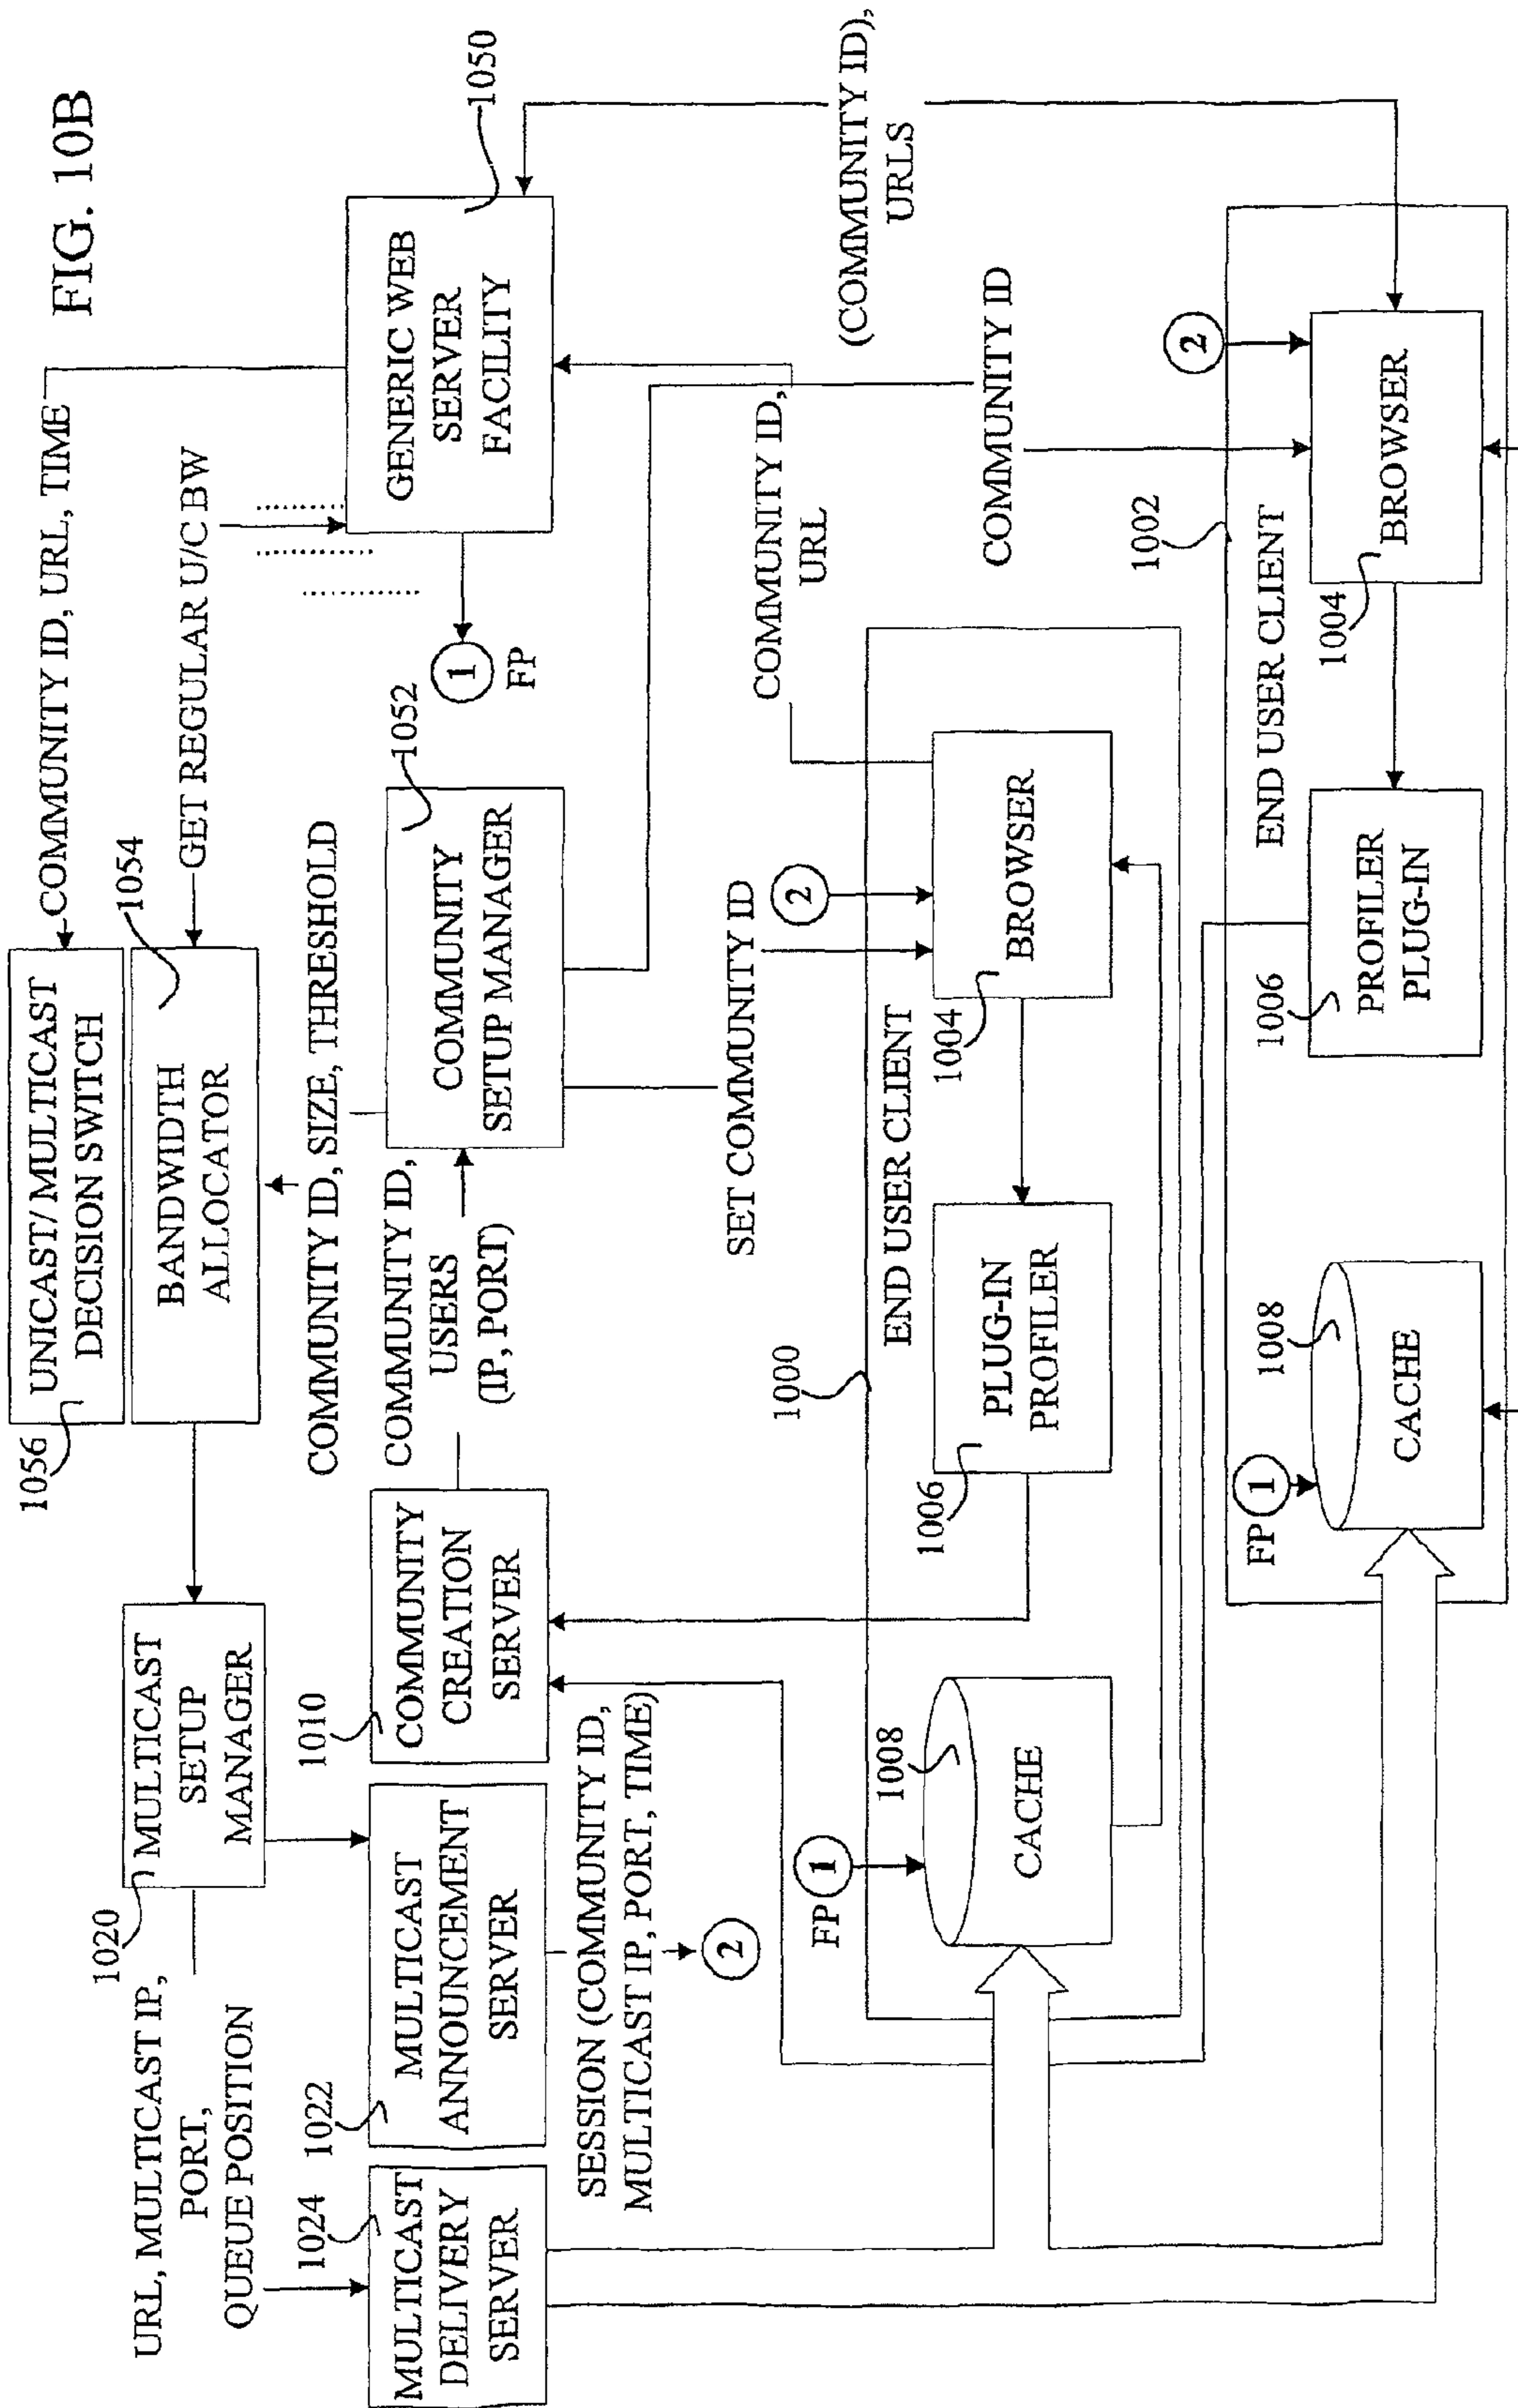 FIG. 10B
COMMUNITY ID, URL, TIME
GET REGULAR U/C BW
UNICAST/ MULTICAST
DECISION SWITCH
1056
BANDWIDTH
ALLOCATOR
1054
MULTICAST
SETUP
MANAGER
1020
URL, MULTICAST IP,
PORT,
QUEUE POSITION
1024
MULTICAST
DELIVERY
SERVER
1022
MULTICAST
ANNOUNCEMENT
SERVER
SESSION (COMMUNITY ID,
MULTICAST IP, PORT, TIME)
2
1010
COMMUNITY
CREATION
SERVER
COMMUNITY ID, SIZE, THRESHOLD
COMMUNITY ID,
USERS
(IP, PORT)
COMMUNITY
SETUP MANAGER
1052
1
FP
GENERIC WEB
SERVER
FACILITY
1050
SET COMMUNITY ID
COMMUNITY ID,
URL
COMMUNITY ID
(COMMUNITY ID),
URLS
1000
END USER CLIENT
FP 1
1008
CACHE
PLUG-IN
PROFILER
1006
2
BROWSER
1004
1002
END USER CLIENT
FP 1
1008
CACHE
1006
PROFILER
PLUG-IN
2
BROWSER
1004